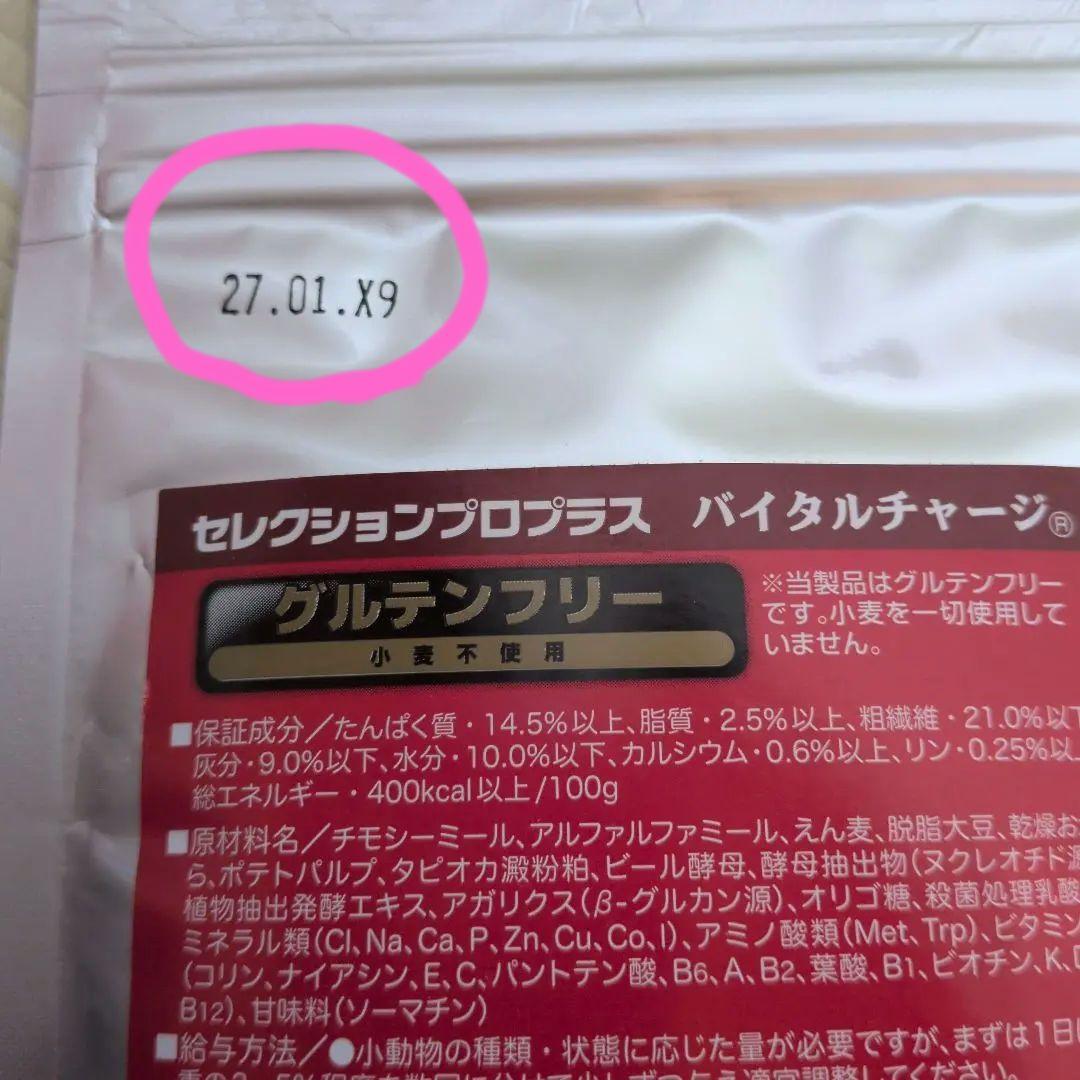 27.01.X9
セレクションプロプラス バイタルチャージ®
グルテンフリー
小麦不使用
※当製品はグルテンフリー
です。小麦を一切使用して
いません。
■保証成分／たんぱく質・14.5%以上、脂質・2.5%以上、粗繊維・21.0%以下
灰分・9.0%以下、水分・10.0%以下、カルシウム・0.6%以上、リン・0.25%以上
総エネルギー・400kcal以上/100g
■原材料名／チモシーミール、アルファルファミール、えん麦、脱脂大豆、乾燥お
ら、ポテトパルプ、タピオカ澱粉粕、ビール酵母、酵母抽出物(ヌクレオチド源
植物抽出発酵エキス、アガリクス(β-グルカン源)、オリゴ糖、殺菌処理乳酸
ミネラル類(Cl、Na、Ca、P、Zn、Cu、Co、I)、アミノ酸類(Met、Trp)、ビタミン
(コリン、ナイアシン、E、C、パントテン酸、B6、A、B2、葉酸、B1、ビオチン、K、D
B12)、甘味料(ソーマチン)
■給与方法／●小動物の種類・状態に応じた量が必要ですが、まずは1日